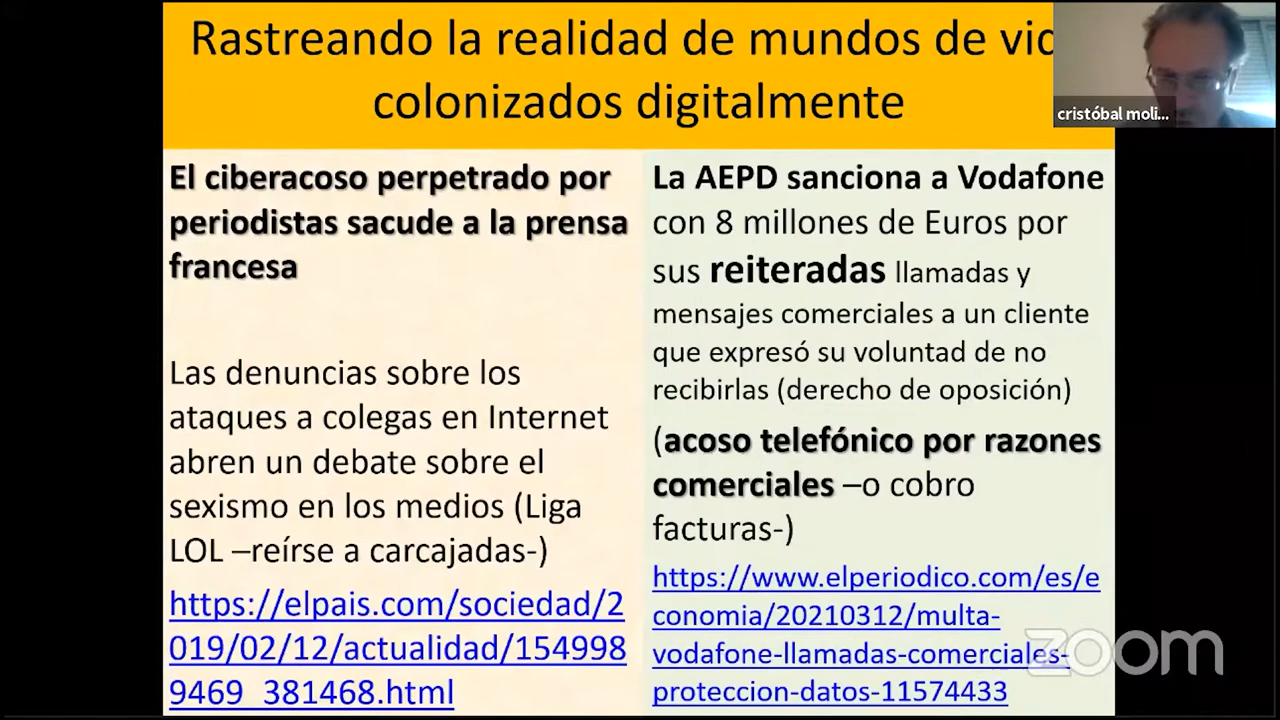 Rastreando la realidad de mundos de vid
colonizados digitalmente
cristóbal moli...
El ciberacoso perpetrado por
periodistas sacude a la prensa
francesa
Las denuncias sobre los
ataques a colegas en Internet
abren un debate sobre el
sexismo en los medios (Liga
LOL –reírse a carcajadas-)
https://elpais.com/sociedad/2
019/02/12/actualidad/154998
9469_381468.html
La AEPD sanciona a Vodafone
con 8 millones de Euros por
sus reiteradas llamadas y
mensajes comerciales a un cliente
que expresó su voluntad de no
recibirlas (derecho de oposición)
(acoso telefónico por razones
comerciales –o cobro
facturas-)
https://www.elperiodico.com/es/e
conomia/20210312/multa-
vodafone-llamadas-comerciales-
proteccion-datos-11574433
zoom